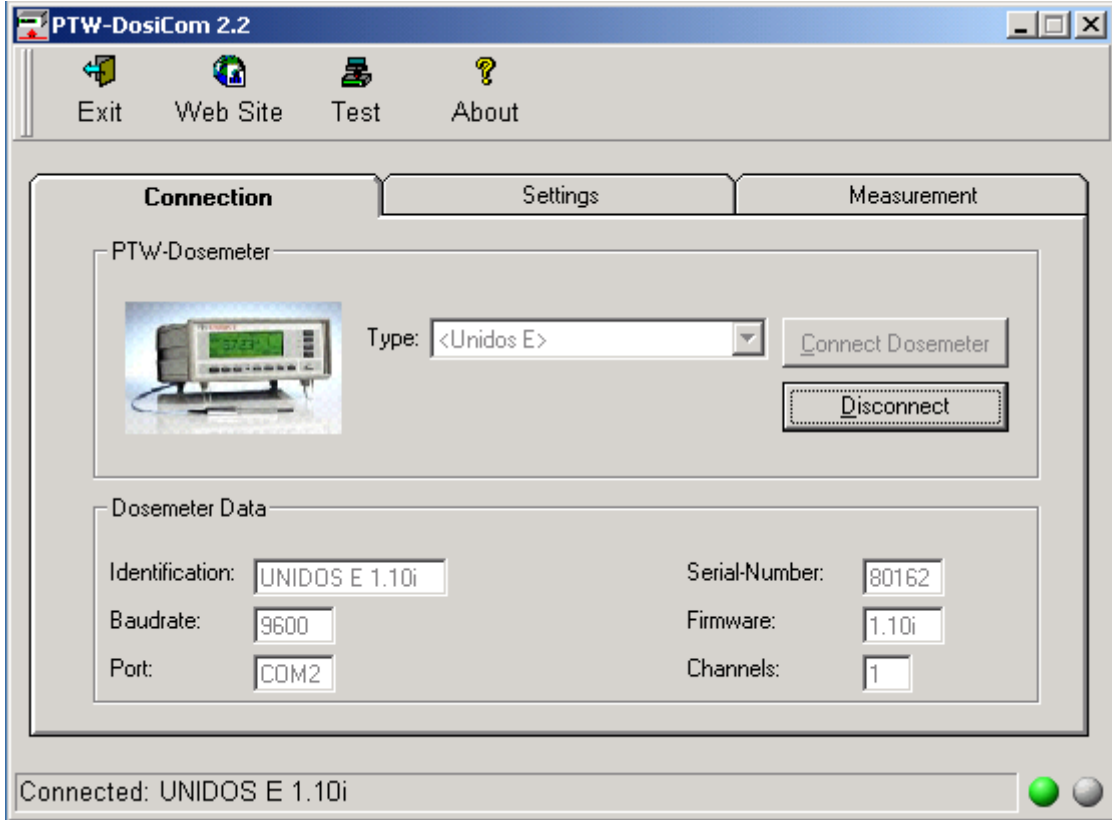 PTW-DosiCom 2.2
Exit Web Site Test About
Connection Settings Measurement
PTW-Dosemeter
Type: <Unidos E> Connect Dosemeter
Disconnect
Dosemeter Data
Identification: UNIDOS E 1.10i Serial-Number: 80162
Baudrate: 9600 Firmware: 1.10i
Port: COM2 Channels: 1
Connected: UNIDOS E 1.10i